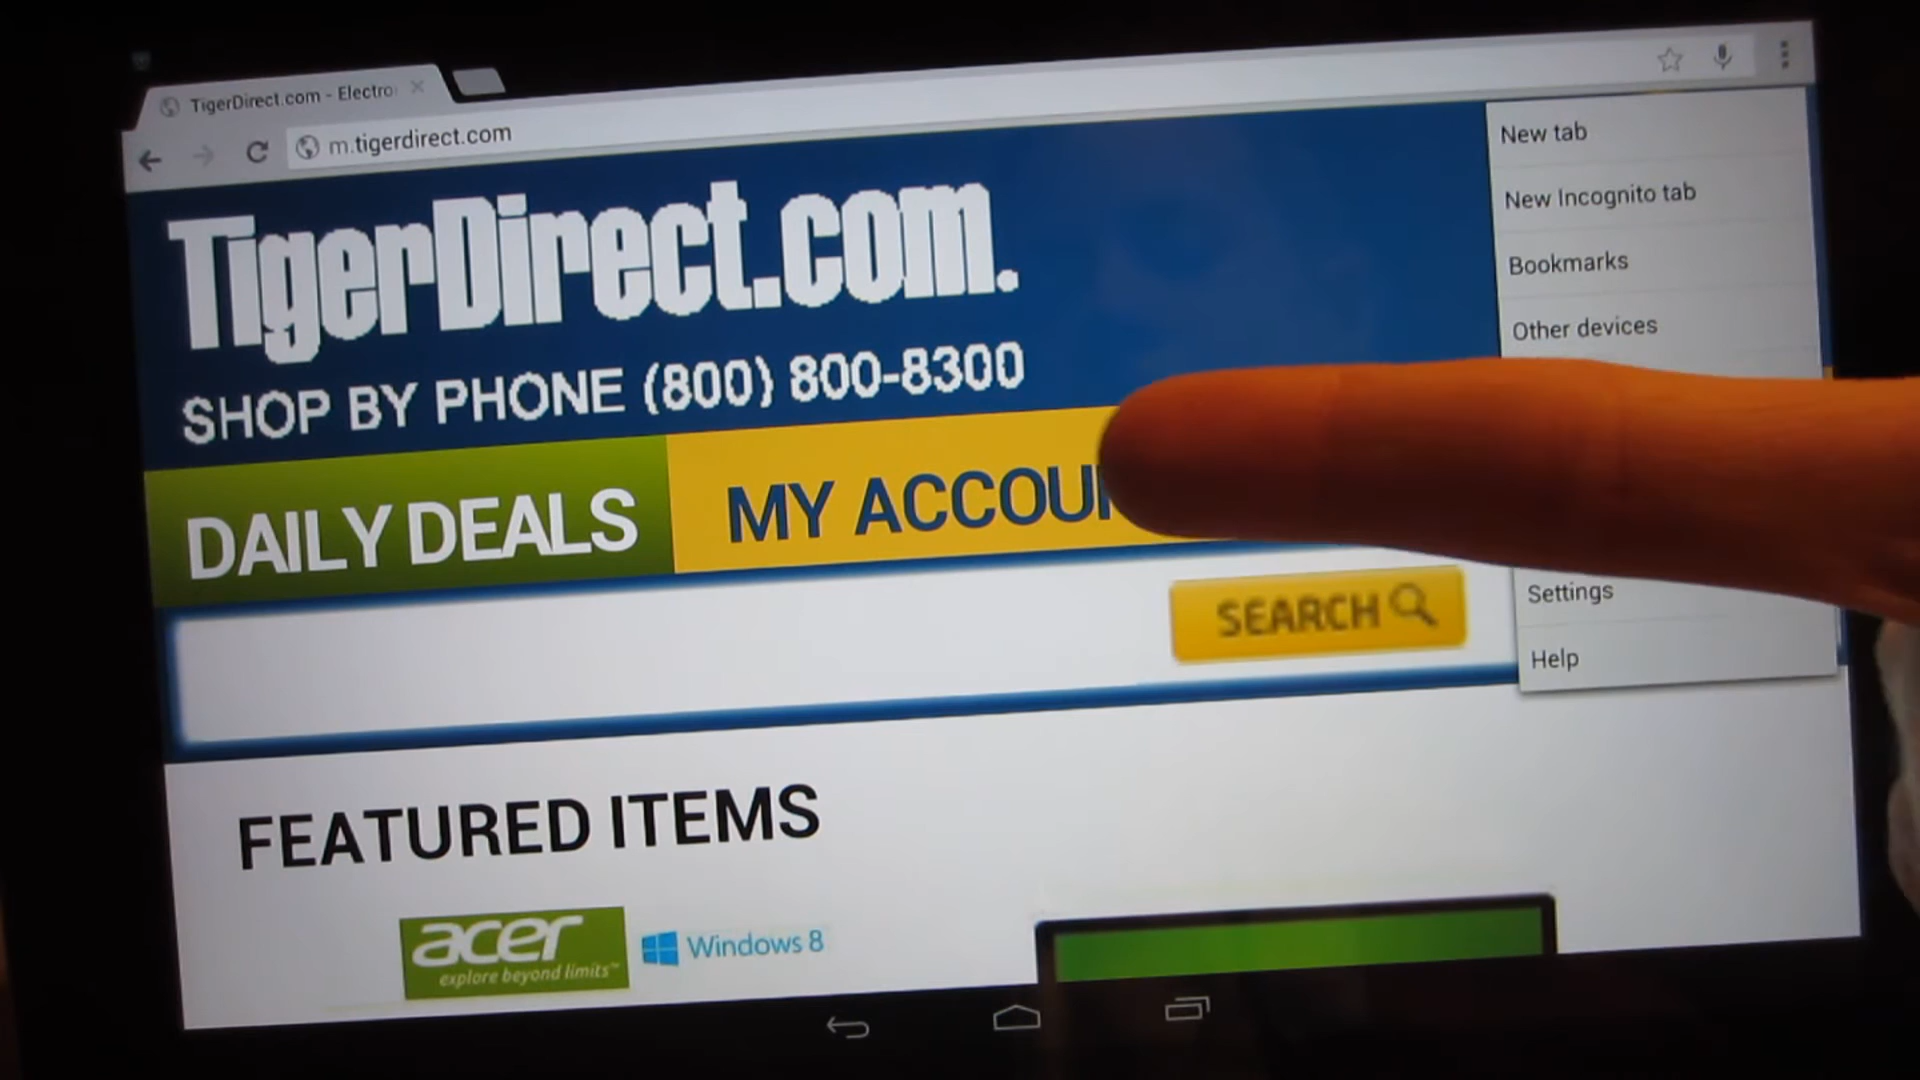 TigerDirect.com - Electro
m.tigerdirect.com
TigerDirect.com.
SHOP BY PHONE (800) 800-8300
DAILY DEALS
MY ACCOU
SEARCH
FEATURED ITEMS
acer
explore beyond limits™
Windows 8
New tab
New Incognito tab
Bookmarks
Other devices
Settings
Help